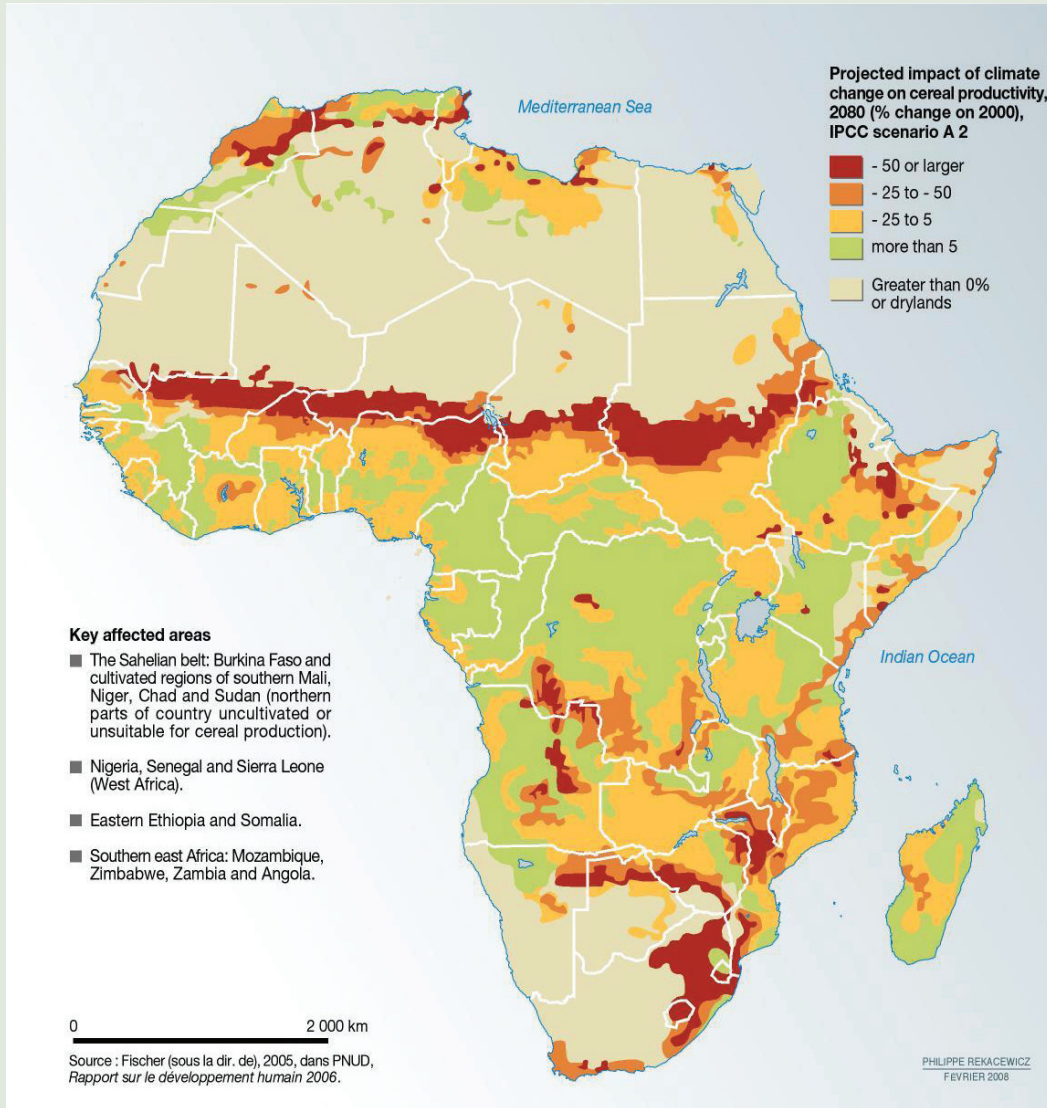 Projected impact of climate
change on cereal productivity,
2080 (% change on 2000),
IPCC scenario A 2
- 50 or larger
- 25 to - 50
- 25 to 5
more than 5
Greater than 0%
or drylands
Mediterranean Sea
Indian Ocean
Key affected areas
The Sahelian belt: Burkina Faso and
cultivated regions of southern Mali,
Niger, Chad and Sudan (northern
parts of country uncultivated or
unsuitable for cereal production).
Nigeria, Senegal and Sierra Leone
(West Africa).
Eastern Ethiopia and Somalia.
Southern east Africa: Mozambique,
Zimbabwe, Zambia and Angola.
0 2 000 km
Source : Fischer (sous la dir. de), 2005, dans PNUD,
Rapport sur le développement humain 2006.
PHILIPPE REKACEWICZ
FÉVRIER 2008